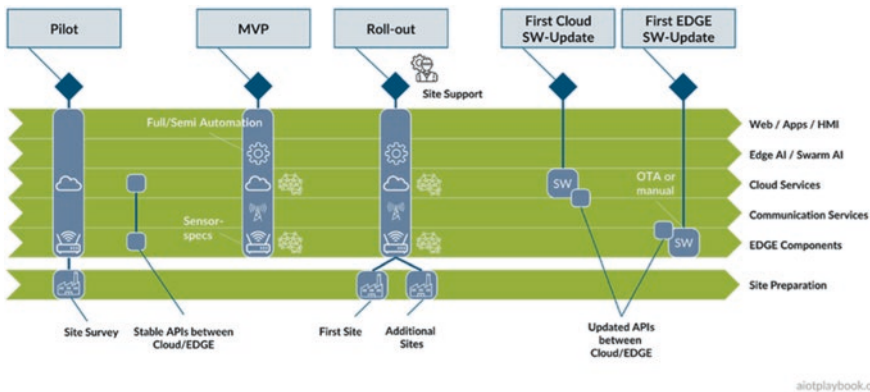 Pilot
MVP
Roll-out
First Cloud
SW-Update
First EDGE
SW-Update
Site Support
Full/Semi Automation
Web / Apps / HMI
Edge AI / Swarm AI
SW
OTA or
manual
Cloud Services
Communication Services
Sensor-
specs
SW
EDGE Components
Site Preparation
Site Survey
Stable APIs between
Cloud/EDGE
First Site
Additional
Sites
Updated APIs
between
Cloud/EDGE
aiotplaybook.o